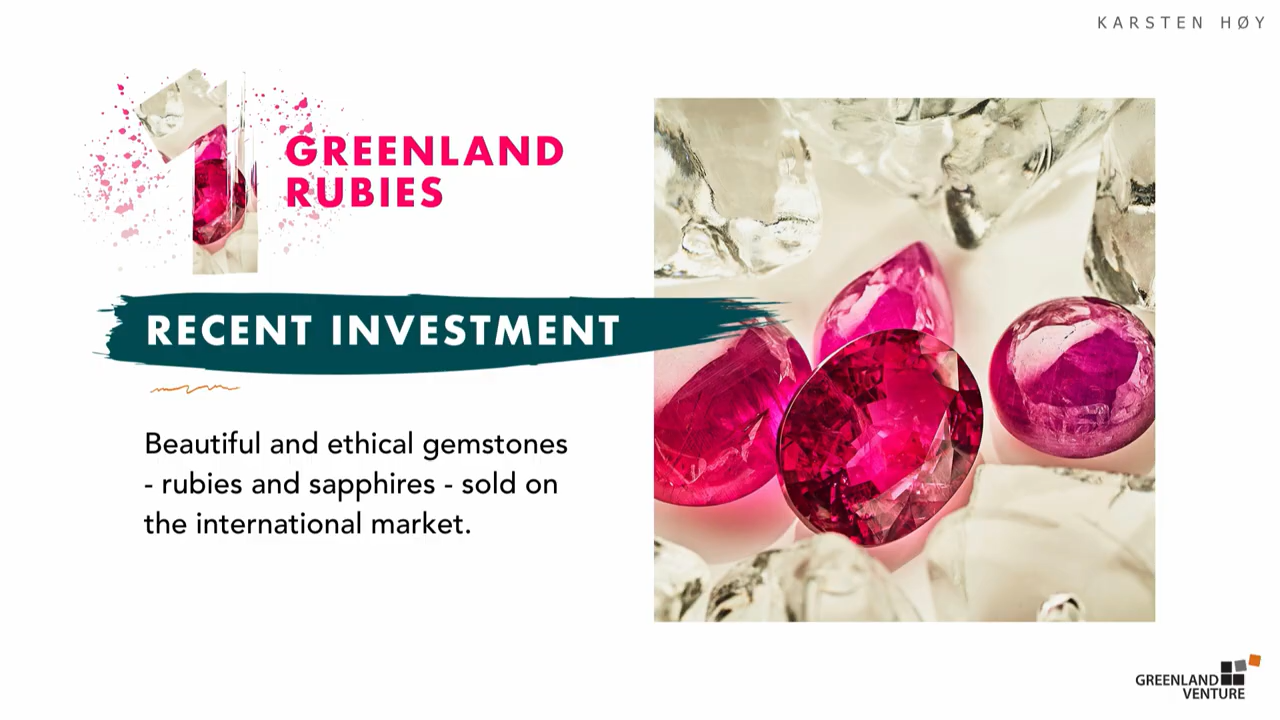 KARSTEN HØY
1
GREENLAND
RUBIES
RECENT INVESTMENT
Beautiful and ethical gemstones
- rubies and sapphires - sold on
the international market.
GREENLAND
VENTURE